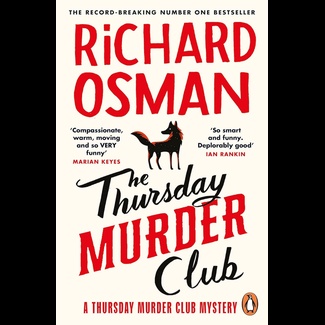 THE RECORD-BREAKING NUMBER ONE BESTSELLER
RiCHARD
OSMAN
'Compassionate,
warm, moving
and so VERY
funny'
MARIAN KEYES
'So smart
and funny.
Deplorably good'
IAN RANKIN
The
Thursday
MURDER
Club
A THURSDAY MURDER CLUB MYSTERY